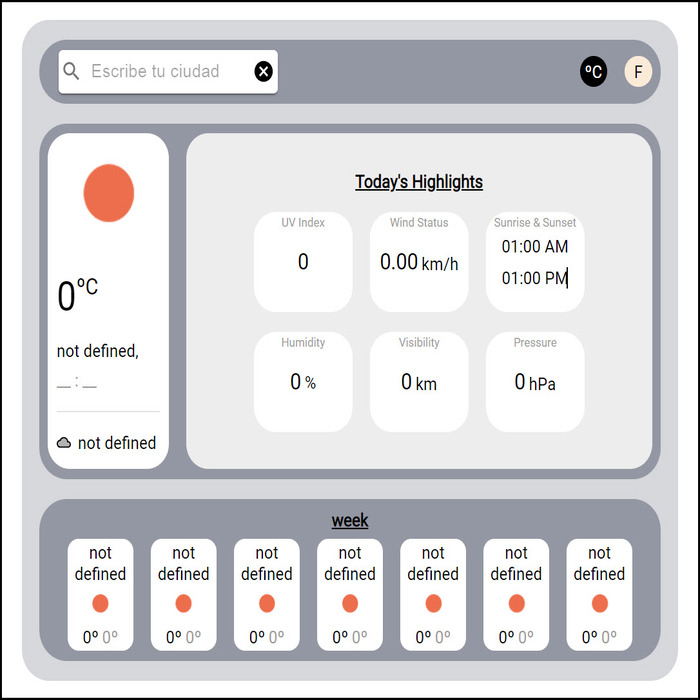 Escribe tu ciudad
ºC
F
Today's Highlights
UV Index
0
Wind Status
0.00 km/h
Sunrise & Sunset
01:00 AM
01:00 PM
0ºC
not defined,
__ : __
not defined
Humidity
0 %
Visibility
0 km
Pressure
0 hPa
week
not
defined
0º 0º
not
defined
0º 0º
not
defined
0º 0º
not
defined
0º 0º
not
defined
0º 0º
not
defined
0º 0º
not
defined
0º 0º